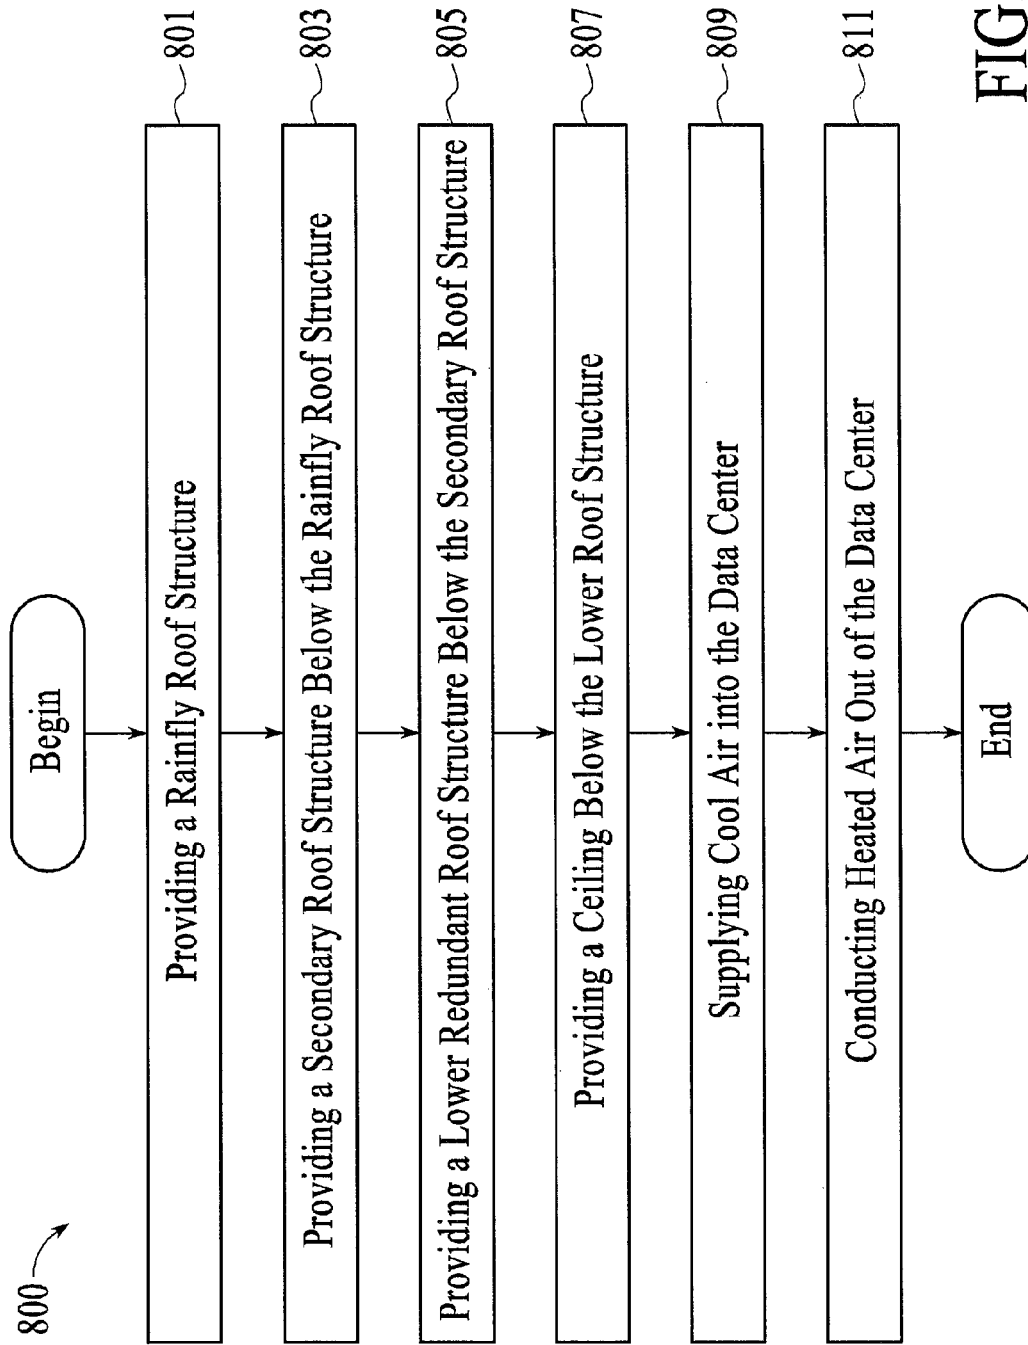 800
Begin
Providing a Rainfly Roof Structure
801
Providing a Secondary Roof Structure Below the Rainfly Roof Structure
803
Providing a Lower Redundant Roof Structure Below the Secondary Roof Structure
805
Providing a Ceiling Below the Lower Roof Structure
807
Supplying Cool Air into the Data Center
809
Conducting Heated Air Out of the Data Center
811
End
FIG